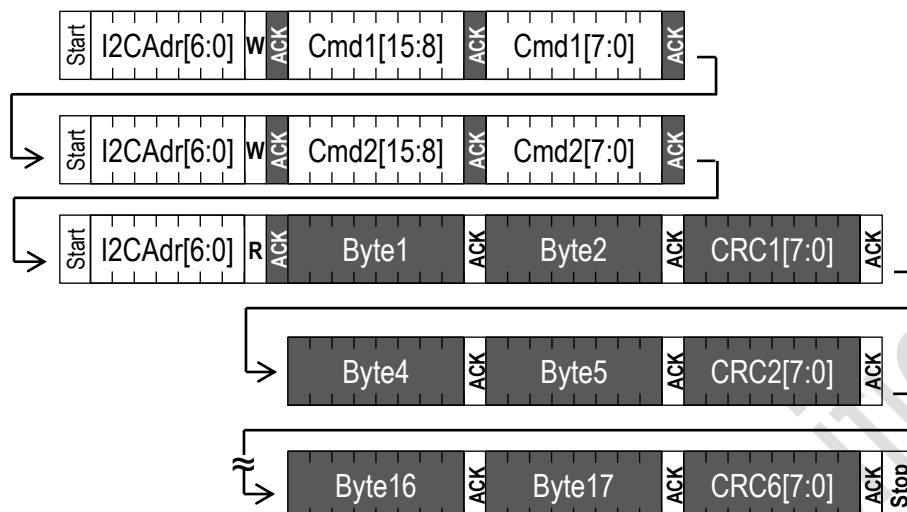 Start I2CAdr[6:0] W ACK Cmd1[15:8] ACK Cmd1[7:0] ACK
Start I2CAdr[6:0] W ACK Cmd2[15:8] ACK Cmd2[7:0] ACK
Start I2CAdr[6:0] R ACK Byte1 ACK Byte2 ACK CRC1[7:0] ACK
Byte4 ACK Byte5 ACK CRC2[7:0] ACK
Byte16 ACK Byte17 ACK CRC6[7:0] ACK Stop